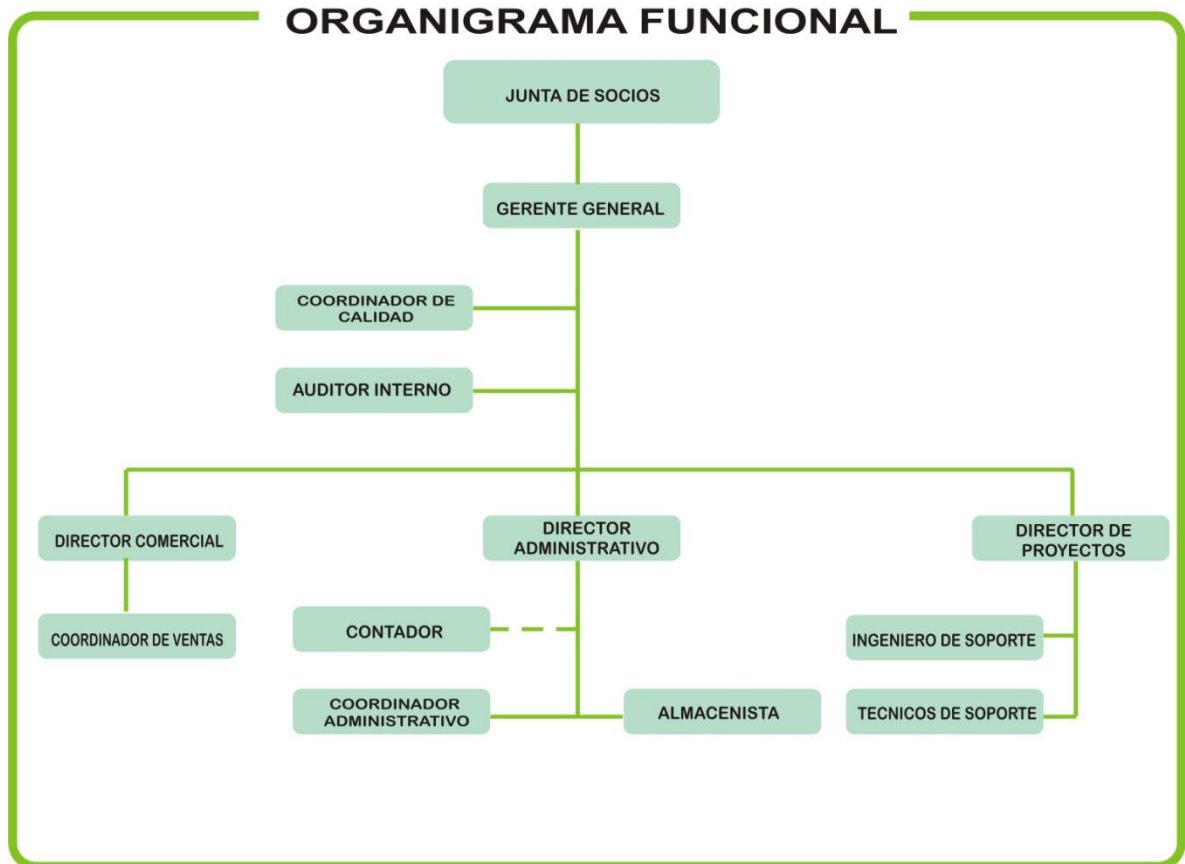 ORGANIGRAMA FUNCIONAL
JUNTA DE SOCIOS
GERENTE GENERAL
COORDINADOR DE
CALIDAD
AUDITOR INTERNO
DIRECTOR COMERCIAL
DIRECTOR
ADMINISTRATIVO
DIRECTOR DE
PROYECTOS
COORDINADOR DE VENTAS
CONTADOR
INGENIERO DE SOPORTE
COORDINADOR
ADMINISTRATIVO
ALMACENISTA
TECNICOS DE SOPORTE